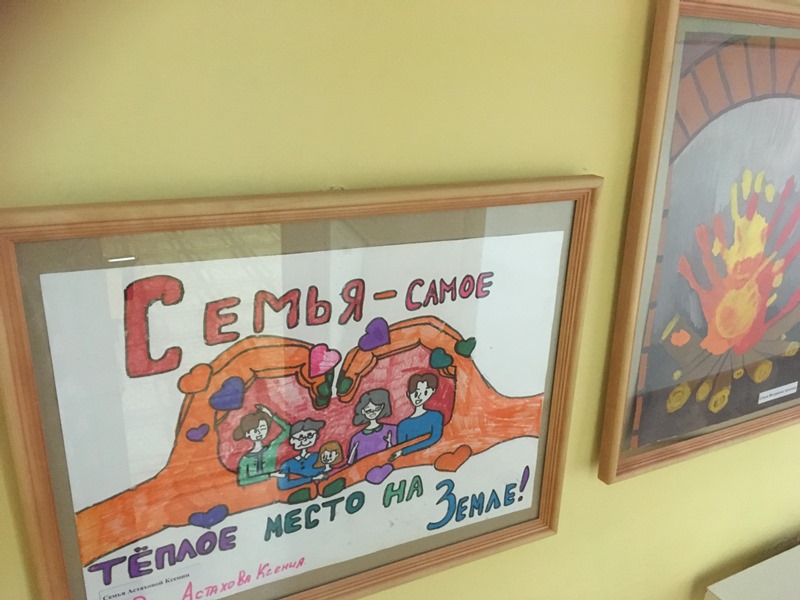 Семья - самое
тёплое место на Земле!
Семья Астаховой Ксении
Астахова Ксения